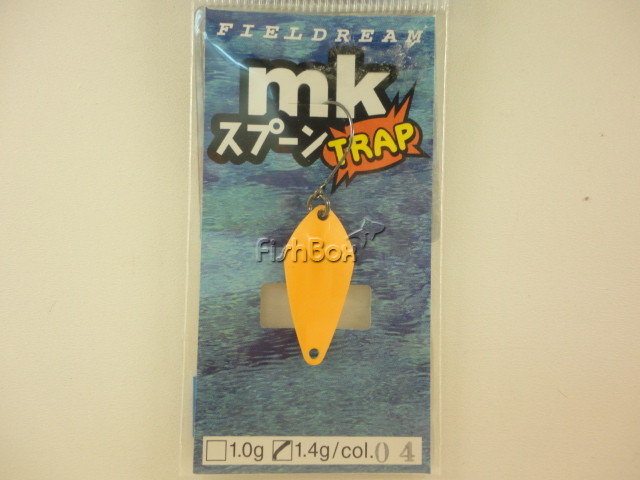 FIELDREAM
mk
スプーン TRAP
FishBox
1.0g 1.4g/col.04